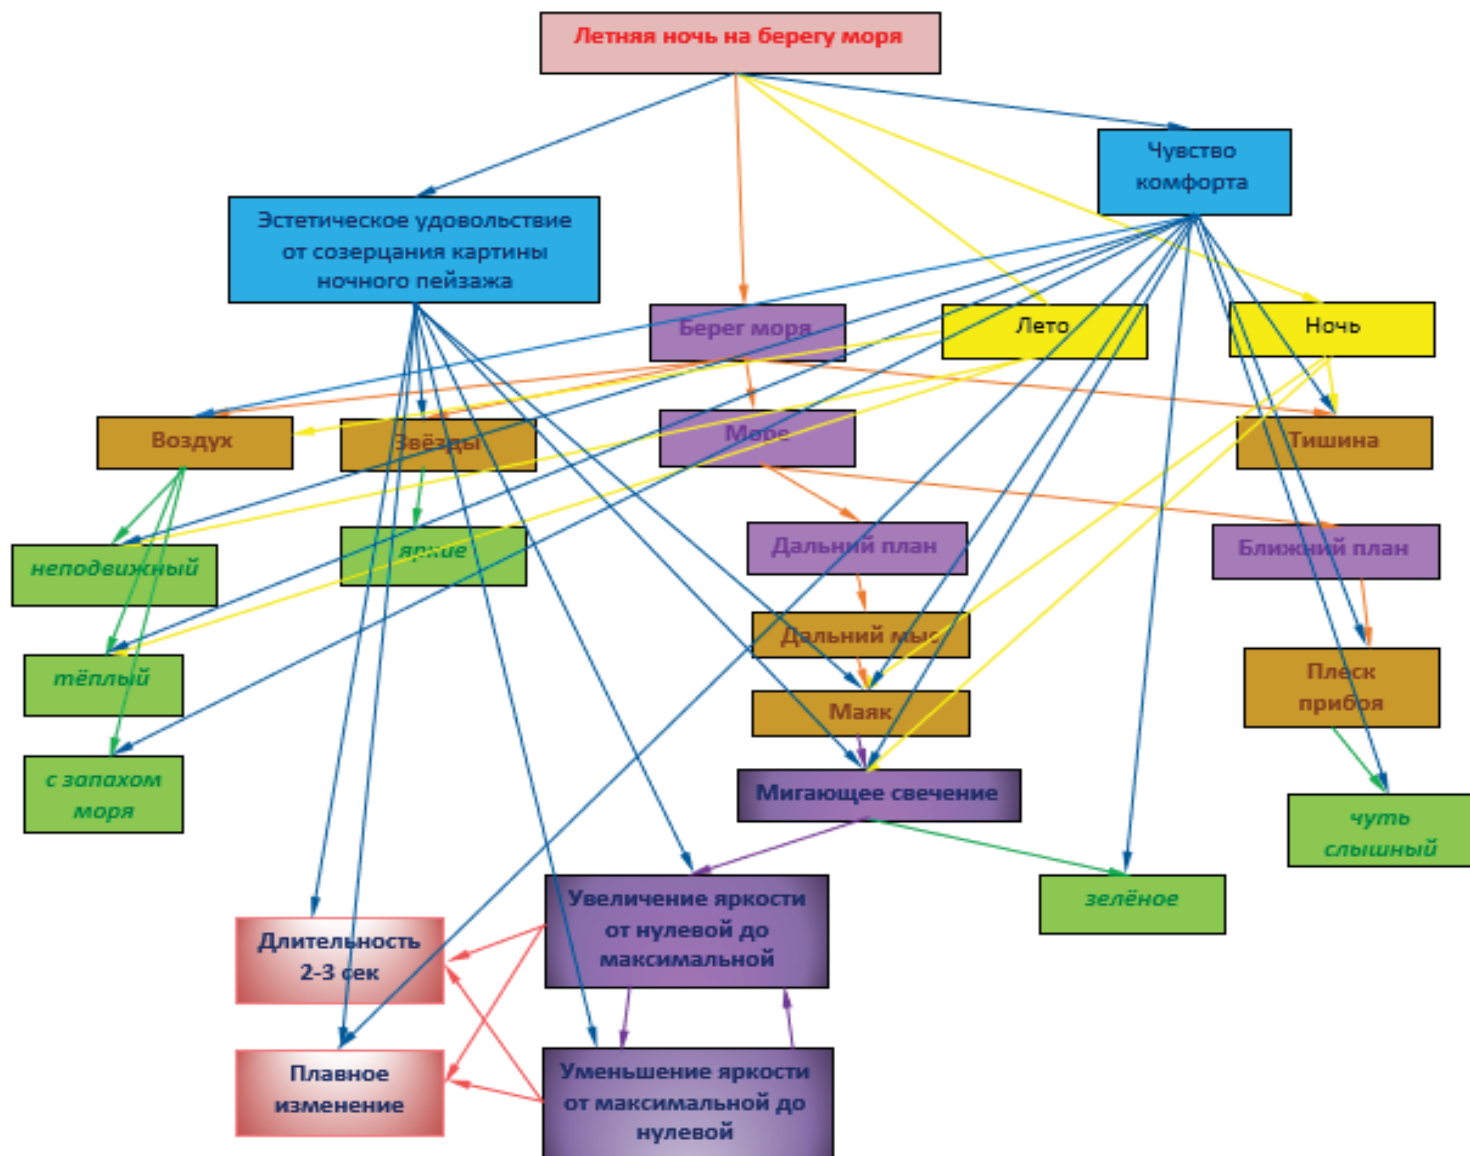 Летняя ночь на берегу моря
Чувство
комфорта
Эстетическое удовольствие
от созерцания картины
ночного пейзажа
Берег моря
Лето
Ночь
Воздух
Звёзды
Море
Тишина
неподвижный
яркие
Дальний план
Ближний план
тёплый
Дальний мыс
Плеск
прибоя
Маяк
с запахом
моря
Мигающее свечение
чуть
слышный
зелёное
Увеличение яркости
от нулевой до
максимальной
Длительность
2-3 сек
Уменьшение яркости
от максимальной до
нулевой
Плавное
изменение